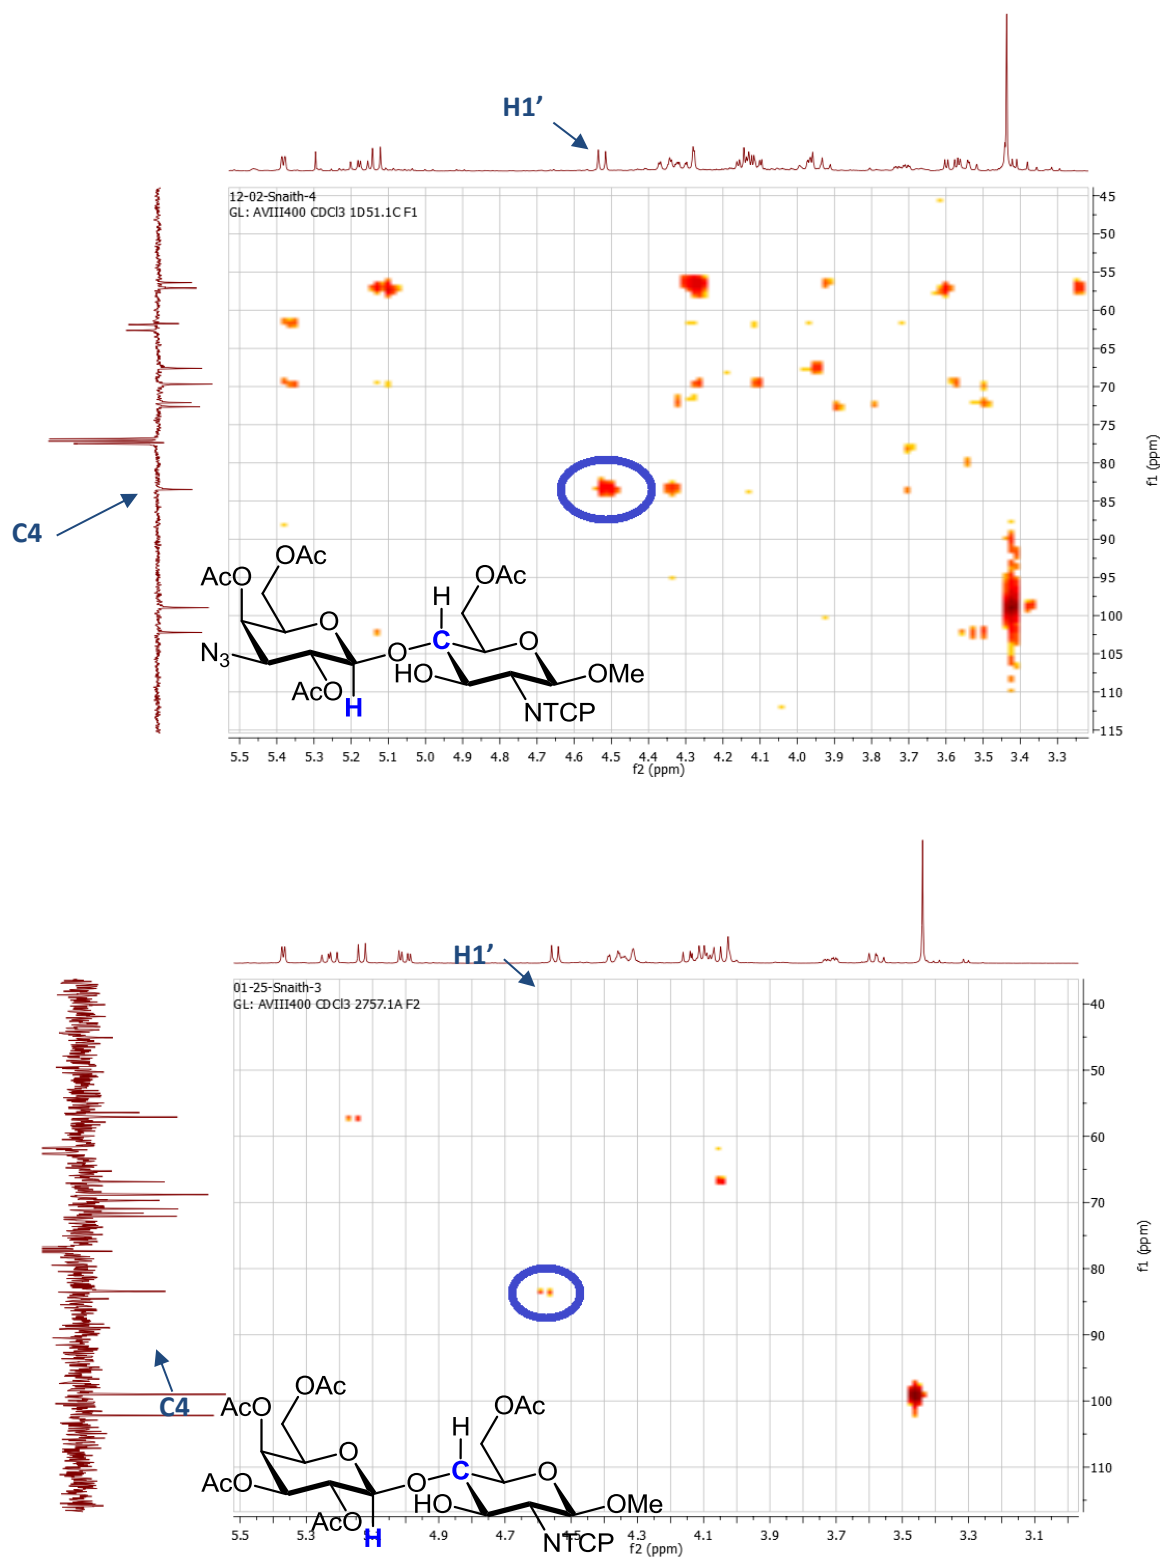 H1’
12-02-Snaith-4
GL: AVIII400 CDCl3 1D51.1C F1
45
50
55
60
65
70
75
80
85
90
95
100
105
110
115
f1 (ppm)
C4
OAc
AcO
OAc
H
O
C
O
N3
O
HO
OMe
AcO
H
NTCP
5.5 5.4 5.3 5.2 5.1 5.0 4.9 4.8 4.7 4.6 4.5 4.4 4.3 4.2 4.1 4.0 3.9 3.8 3.7 3.6 3.5 3.4 3.3
f2 (ppm)
H1’
01-25-Snaith-3
GL: AVIII400 CDCl3 2757.1A F2
40
50
60
70
80
90
100
110
f1 (ppm)
C4
OAc
AcO
OAc
H
O
C
O
AcO
O
HO
OMe
AcO
H
NTCP
5.5 5.3 5.1 4.9 4.7 4.5 4.3 4.1 3.9 3.7 3.5 3.3 3.1
f2 (ppm)